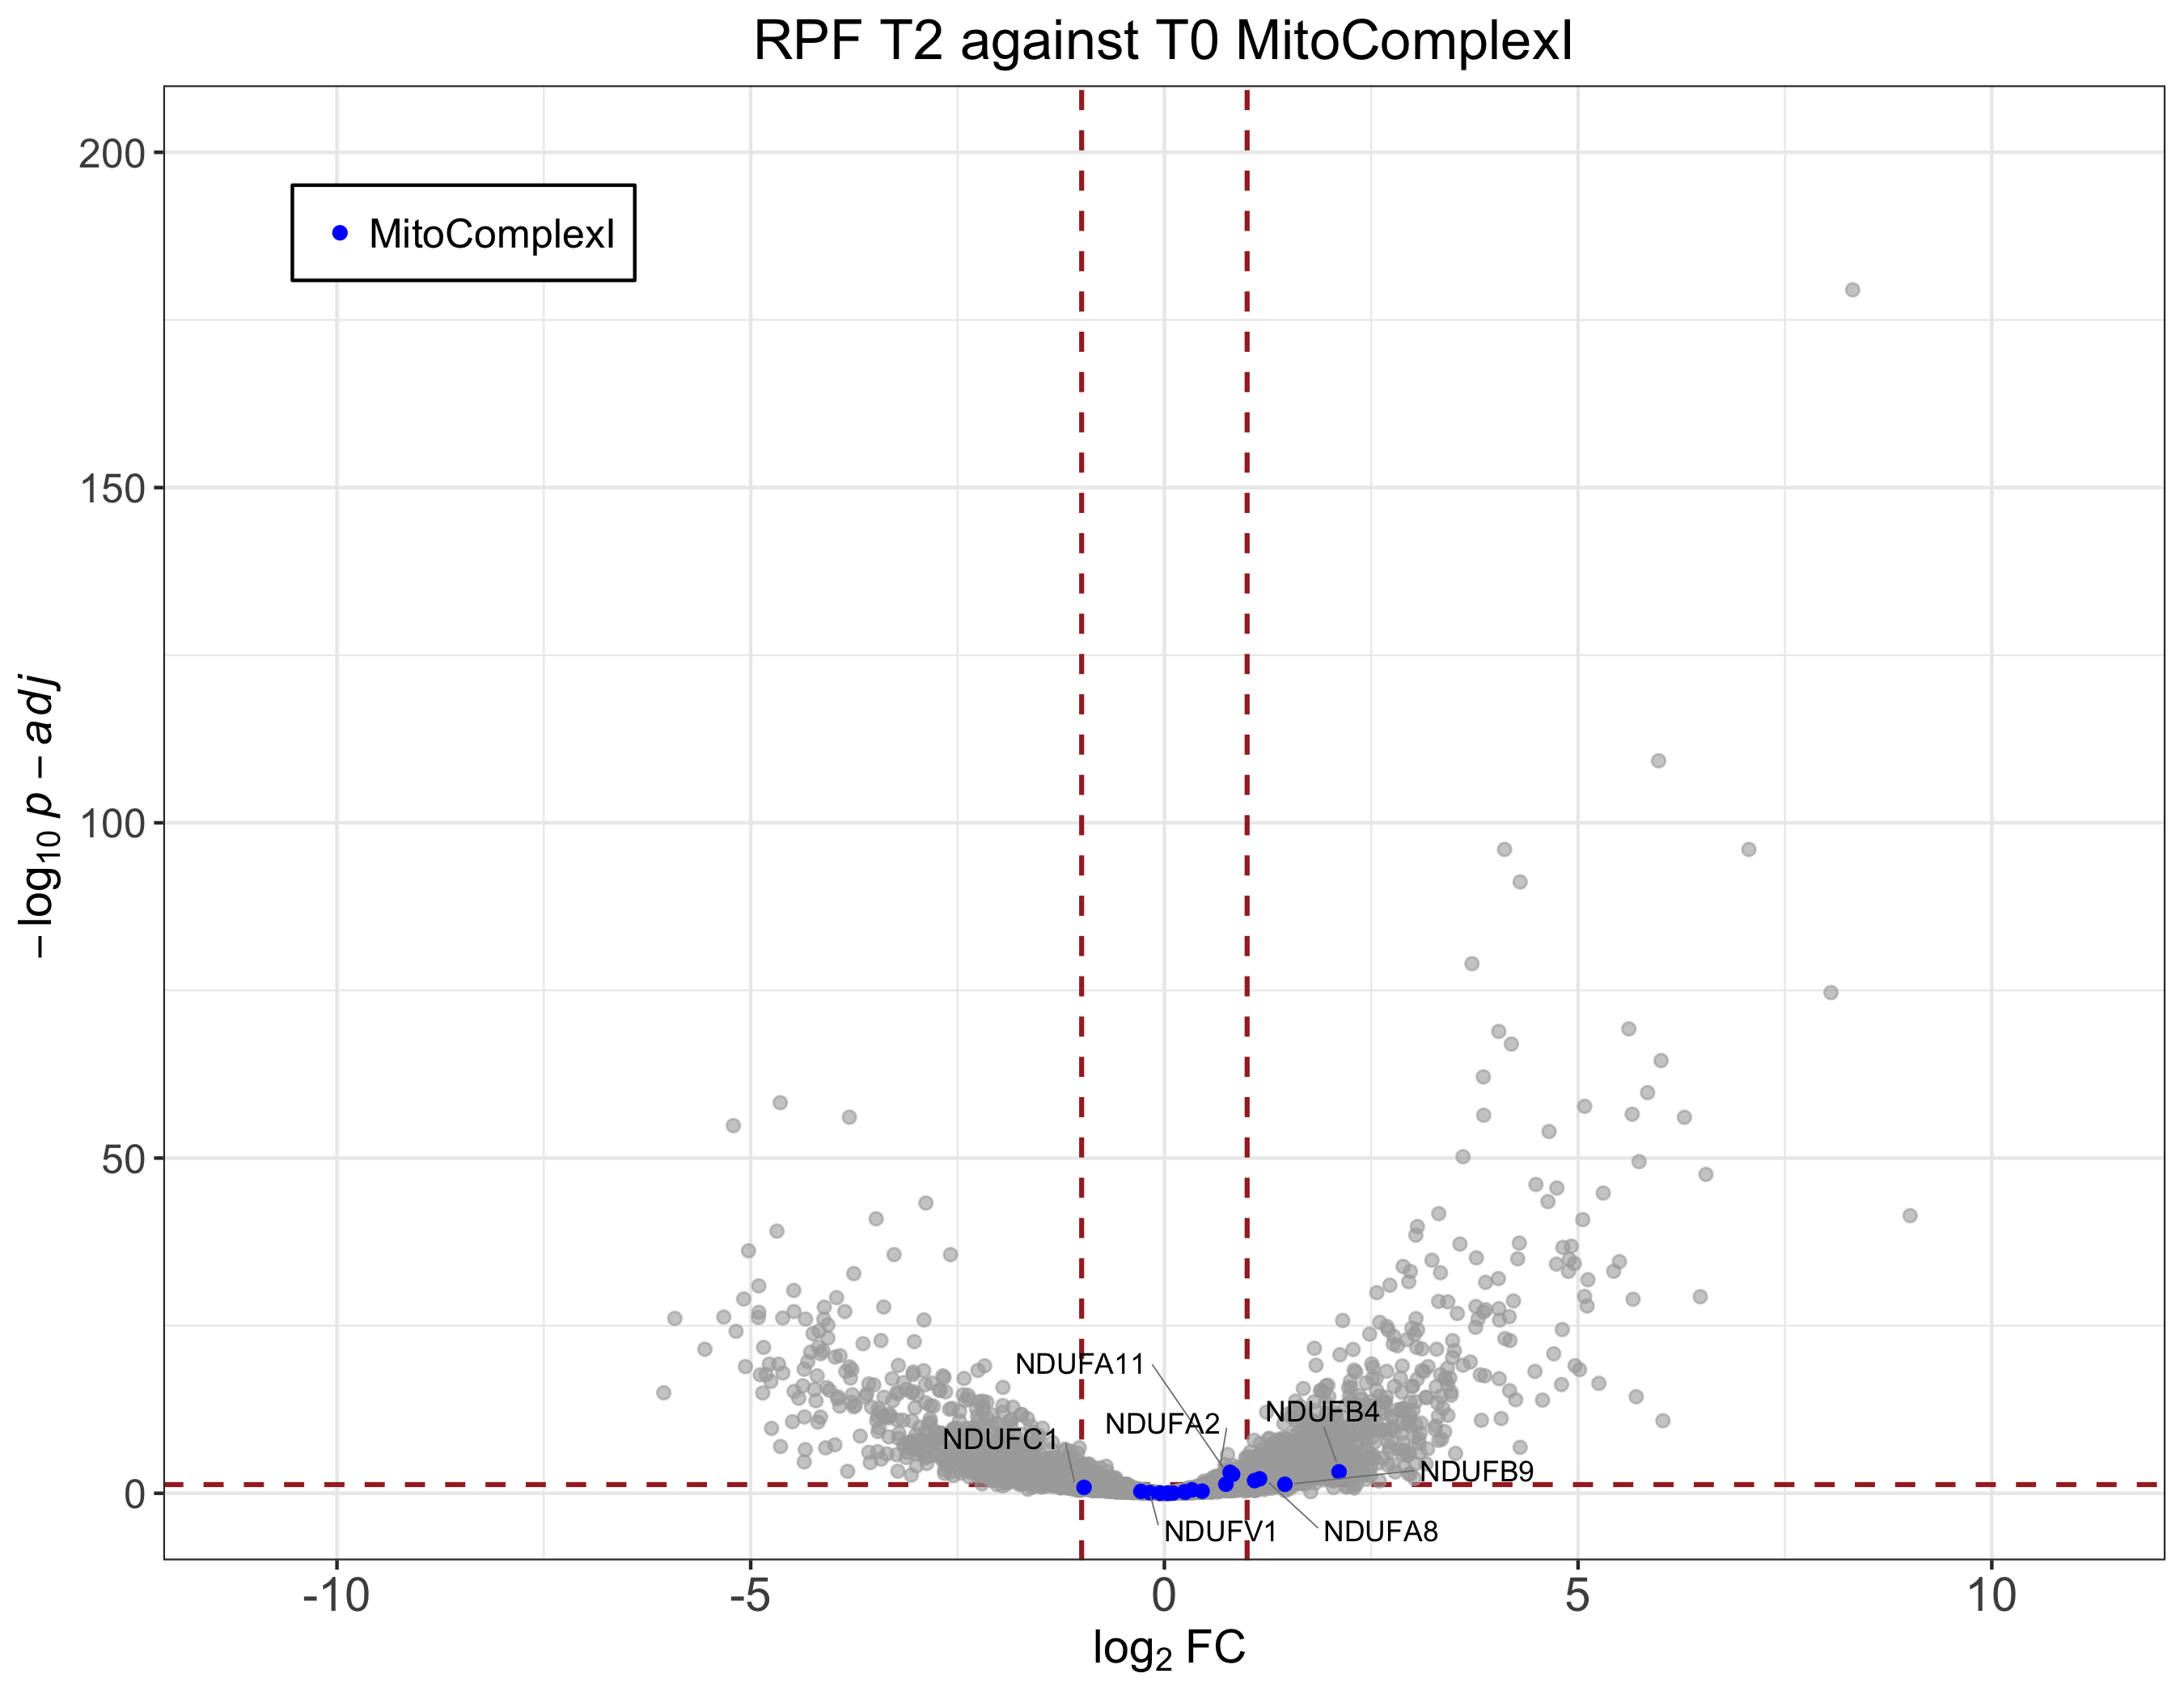 RPF T2 against T0 MitoComplexI
MitoComplexI
200
150
100
50
0
−log10 p − adj
NDUFA11
NDUFB4
NDUFA2
NDUFC1
NDUFB9
NDUFV1
NDUFA8
-10
-5
0
5
10
log2 FC